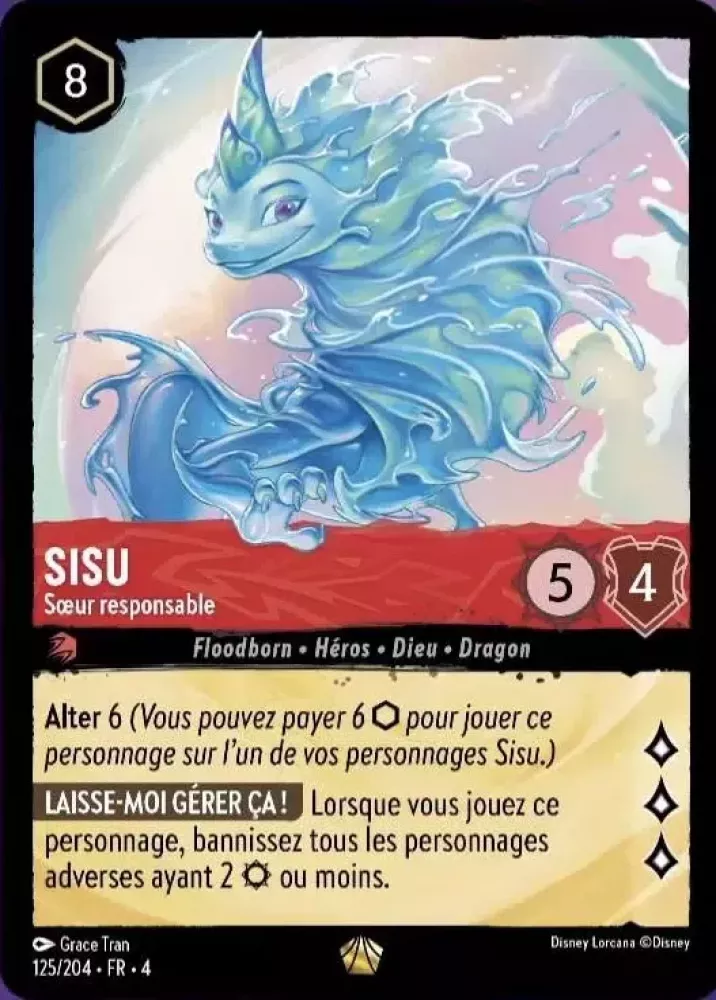 8
SISU
Sœur responsable
5
4
Floodborn • Héros • Dieu • Dragon
Alter 6 (Vous pouvez payer 6 ⬡ pour jouer ce
personnage sur l'un de vos personnages Sisu.)
LAISSE-MOI GÉRER ÇA ! Lorsque vous jouez ce
personnage, bannissez tous les personnages
adverses ayant 2 ¤ ou moins.
Grace Tran
125/204 • FR • 4
Disney Lorcana ©Disney